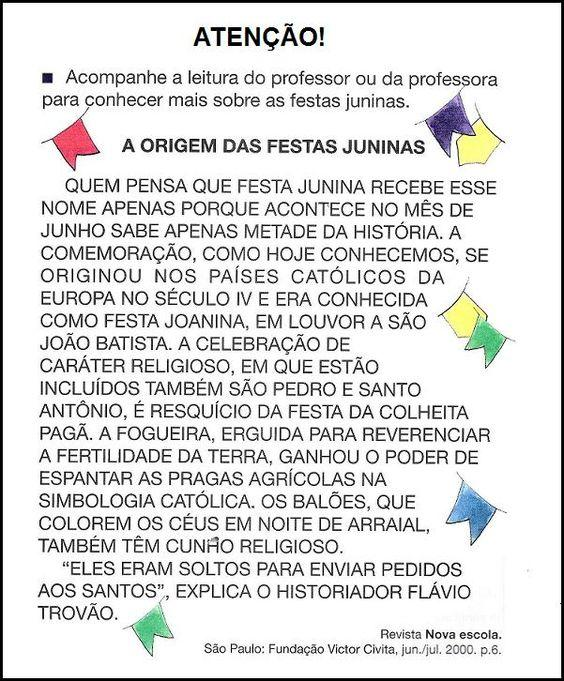 ATENÇÃO!
■ Acompanhe a leitura do professor ou da professora
para conhecer mais sobre as festas juninas.
A ORIGEM DAS FESTAS JUNINAS
QUEM PENSA QUE FESTA JUNINA RECEBE ESSE
NOME APENAS PORQUE ACONTECE NO MÊS DE
JUNHO SABE APENAS METADE DA HISTÓRIA. A
COMEMORAÇÃO, COMO HOJE CONHECEMOS, SE
ORIGINOU NOS PAÍSES CATÓLICOS DA
EUROPA NO SÉCULO IV E ERA CONHECIDA
COMO FESTA JOANINA, EM LOUVOR A SÃO
JOÃO BATISTA. A CELEBRAÇÃO DE
CARÁTER RELIGIOSO, EM QUE ESTÃO
INCLUÍDOS TAMBÉM SÃO PEDRO E SANTO
ANTÔNIO, É RESQUÍCIO DA FESTA DA COLHEITA
PAGÃ. A FOGUEIRA, ERGUIDA PARA REVERENCIAR
A FERTILIDADE DA TERRA, GANHOU O PODER DE
ESPANTAR AS PRAGAS AGRÍCOLAS NA
SIMBOLOGIA CATÓLICA. OS BALÕES, QUE
COLOREM OS CÉUS EM NOITE DE ARRAIAL,
TAMBÉM TÊM CUNHO RELIGIOSO.
"ELES ERAM SOLTOS PARA ENVIAR PEDIDOS
AOS SANTOS", EXPLICA O HISTORIADOR FLÁVIO
TROVÃO.
Revista Nova escola.
São Paulo: Fundação Victor Civita, jun./jul. 2000. p.6.